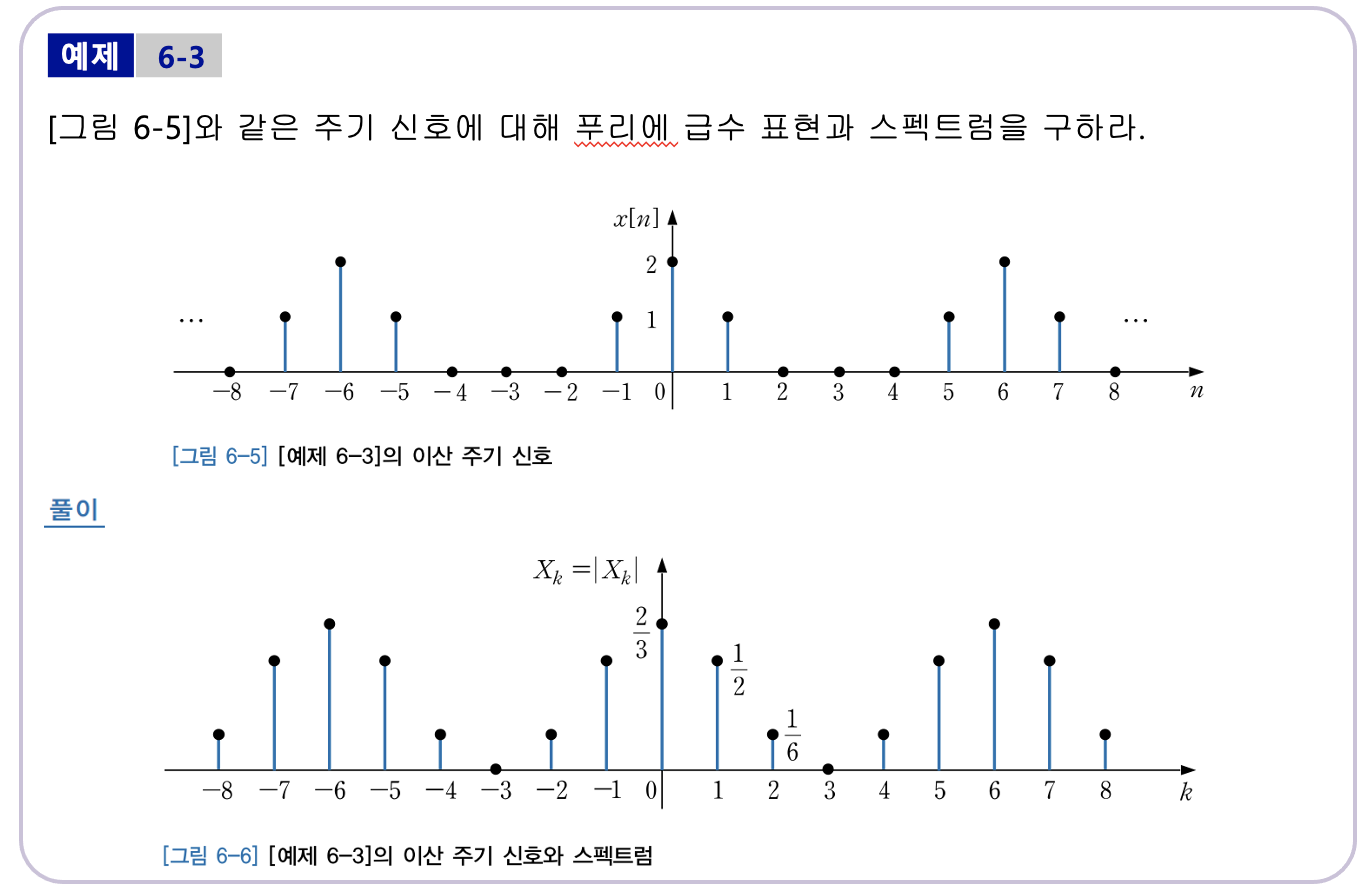 예제 6-3
[그림 6-5]와 같은 주기 신호에 대해 푸리에 급수 표현과 스펙트럼을 구하라.
x[n]
2
1
… …
−8 −7 −6 −5 −4 −3 −2 −1 0 1 2 3 4 5 6 7 8 n
[그림 6−5] [예제 6−3]의 이산 주기 신호
풀이
X_k =|X_k|
2/3
1/2
1/6
−8 −7 −6 −5 −4 −3 −2 −1 0 1 2 3 4 5 6 7 8 k
[그림 6−6] [예제 6−3]의 이산 주기 신호와 스펙트럼